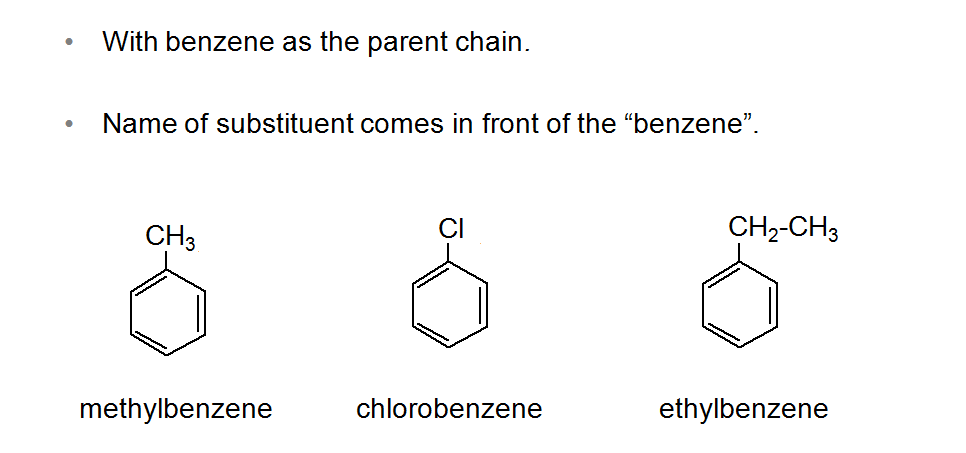 • With benzene as the parent chain.
• Name of substituent comes in front of the “benzene”.
CH₃ Cl CH₂-CH₃
methylbenzene chlorobenzene ethylbenzene